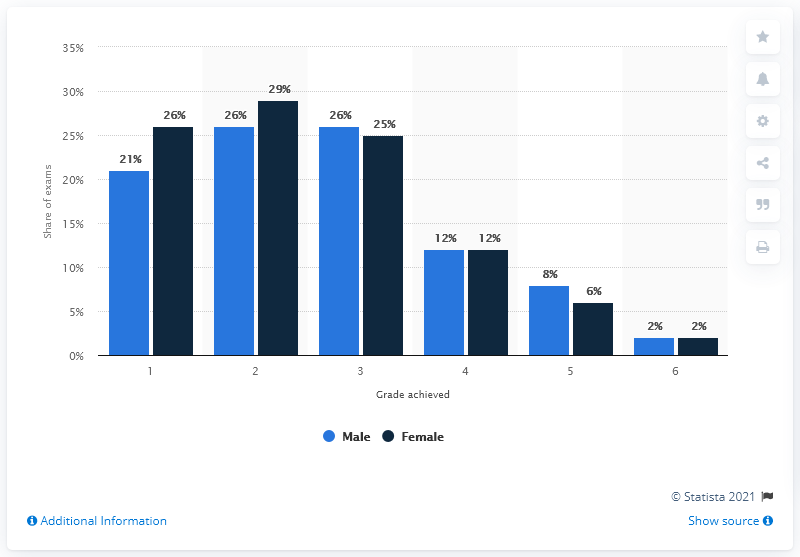 35%
30%
25%
20%
15%
10%
5%
0%
Share of exams
21% 26% 26% 29% 26% 25% 12% 12% 8% 6% 2% 2%
1 2 3 4 5 6
Grade achieved
Male Female
© Statista 2021
Additional Information Show source